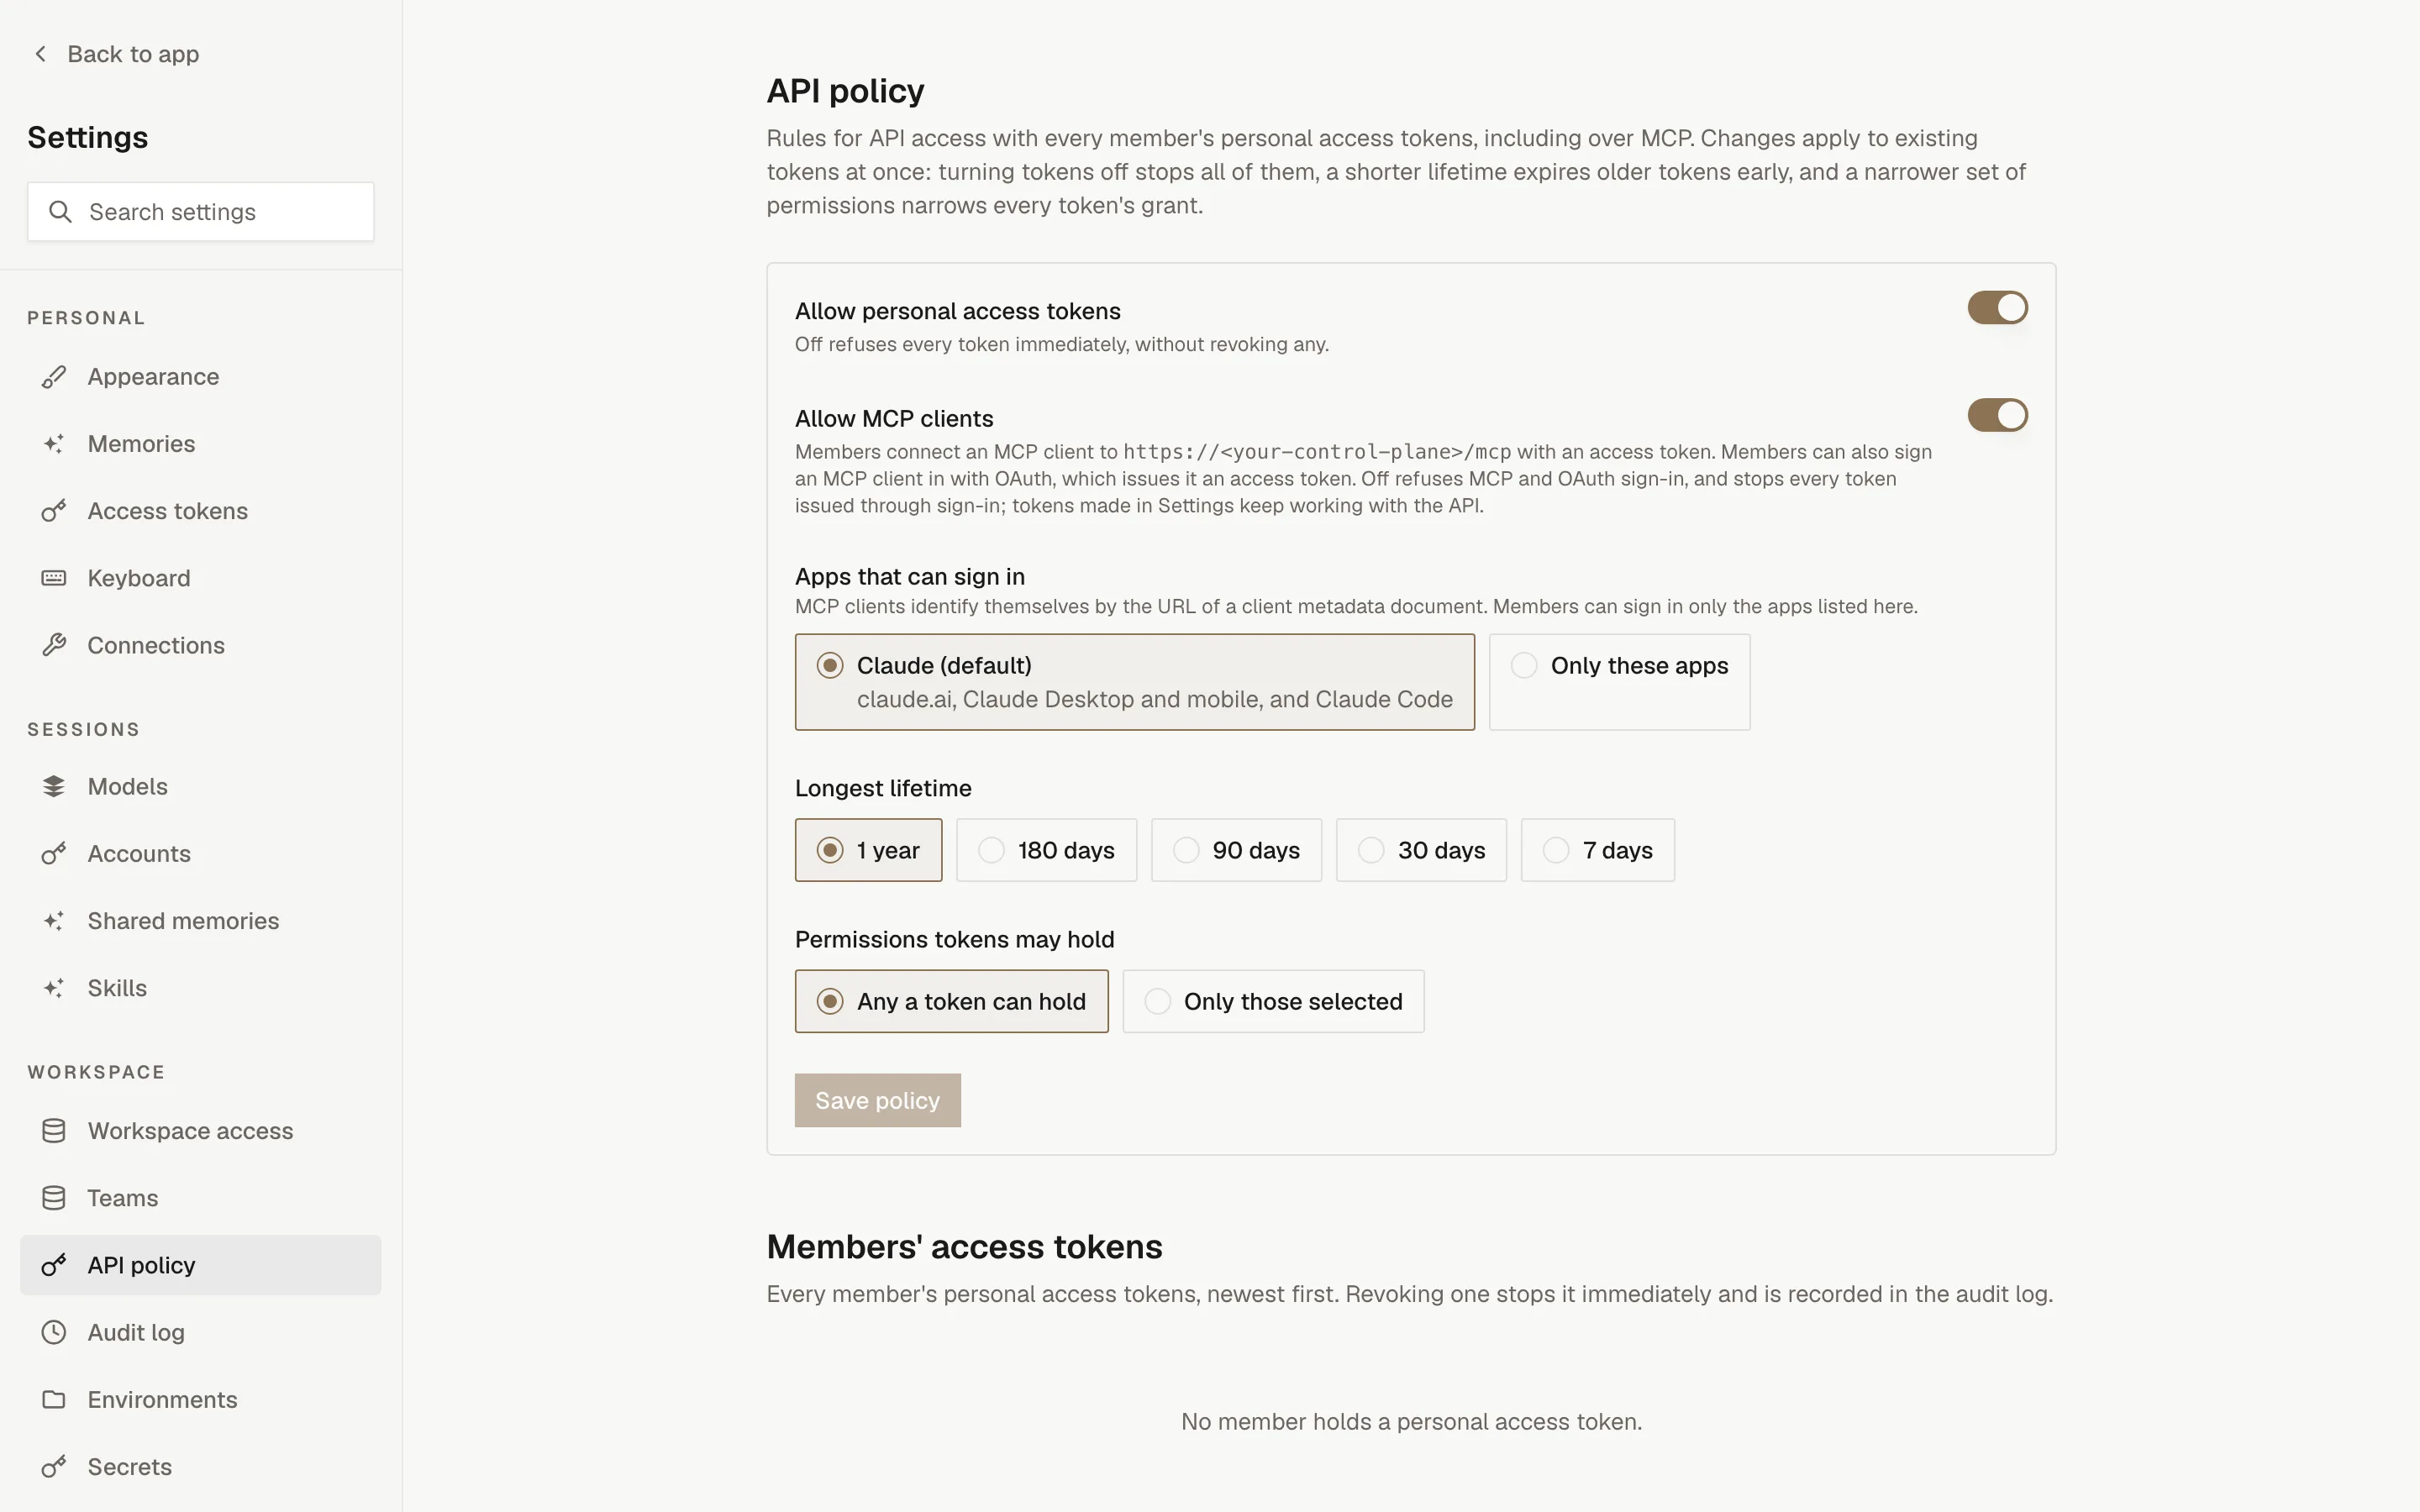 Back to app
Settings
Search settings
PERSONAL
Appearance
Memories
Access tokens
Keyboard
Connections
SESSIONS
Models
Accounts
Shared memories
Skills
WORKSPACE
Workspace access
Teams
API policy
Audit log
Environments
Secrets
API policy
Rules for API access with every member's personal access tokens, including over MCP. Changes apply to existing
tokens at once: turning tokens off stops all of them, a shorter lifetime expires older tokens early, and a narrower set of
permissions narrows every token's grant.
Allow personal access tokens
Off refuses every token immediately, without revoking any.
Allow MCP clients
Members connect an MCP client to https://<your-control-plane>/mcp with an access token. Members can also sign
an MCP client in with OAuth, which issues it an access token. Off refuses MCP and OAuth sign-in, and stops every token
issued through sign-in; tokens made in Settings keep working with the API.
Apps that can sign in
MCP clients identify themselves by the URL of a client metadata document. Members can sign in only the apps listed here.
Claude (default)
claude.ai, Claude Desktop and mobile, and Claude Code
Only these apps
Longest lifetime
1 year
180 days
90 days
30 days
7 days
Permissions tokens may hold
Any a token can hold
Only those selected
Save policy
Members' access tokens
Every member's personal access tokens, newest first. Revoking one stops it immediately and is recorded in the audit log.
No member holds a personal access token.